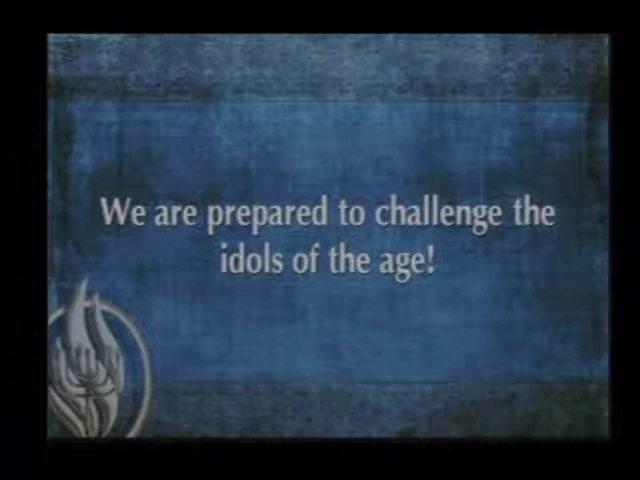 We are prepared to challenge the
idols of the age!